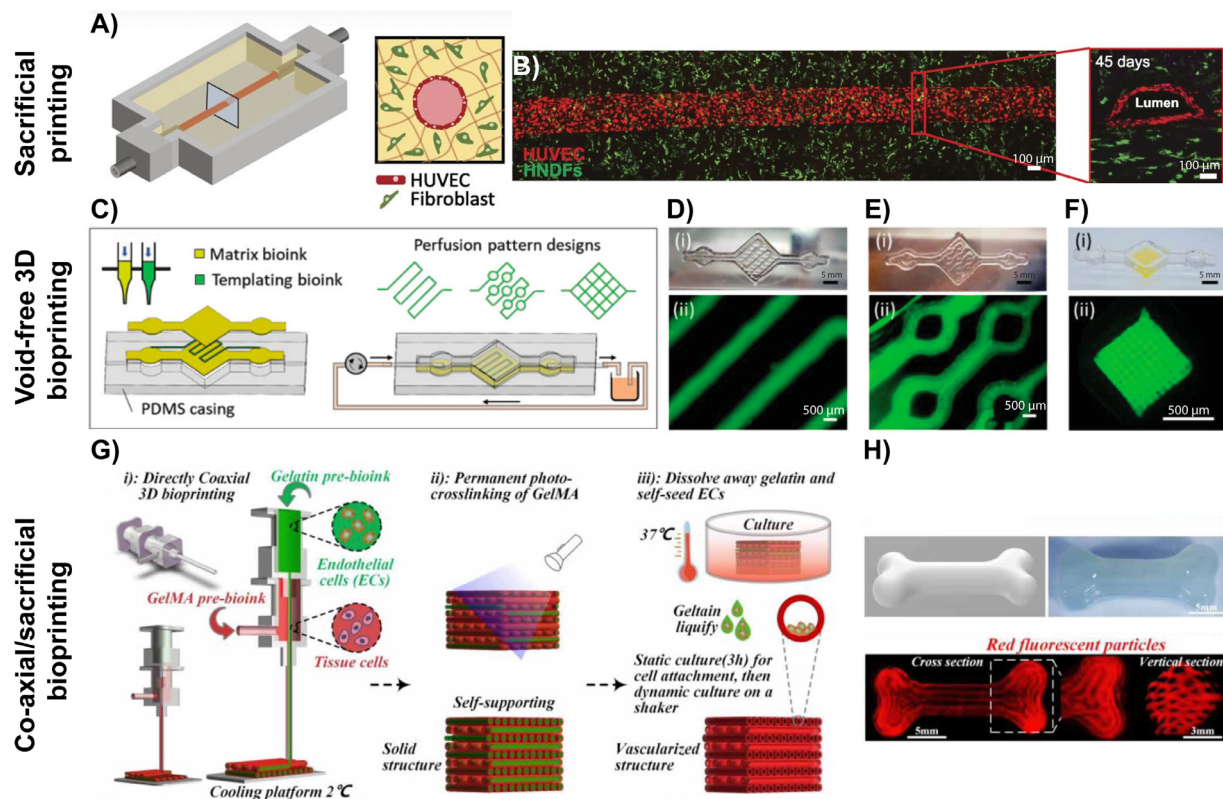 Sacrificial
printing
A)
HUVEC
Fibroblast
B)
HUVEC
HNDFs
100 µm
45 days
Lumen
100 µm
Void-free 3D
bioprinting
C)
Matrix bioink
Templating bioink
Perfusion pattern designs
PDMS casing
D)
(i)
5 mm
(ii)
500 µm
E)
(i)
5 mm
(ii)
500 µm
F)
(i)
5 mm
(ii)
500 µm
Co-axial/sacrificial
bioprinting
G)
i): Directly Coaxial
3D bioprinting
Gelatin pre-bioink
Endothelial
cells (ECs)
GelMA pre-bioink
Tissue cells
Cooling platform 2℃
ii): Permanent photo-
crosslinking of GelMA
Self-supporting
Solid
structure
iii): Dissolve away gelatin and
self-seed ECs
37℃
Culture
Geltain
liquify
Static culture(3h) for
cell attachment, then
dynamic culture on a
shaker
Vascularized
structure
H)
5mm
Red fluorescent particles
Cross section
Vertical section
5mm
3mm